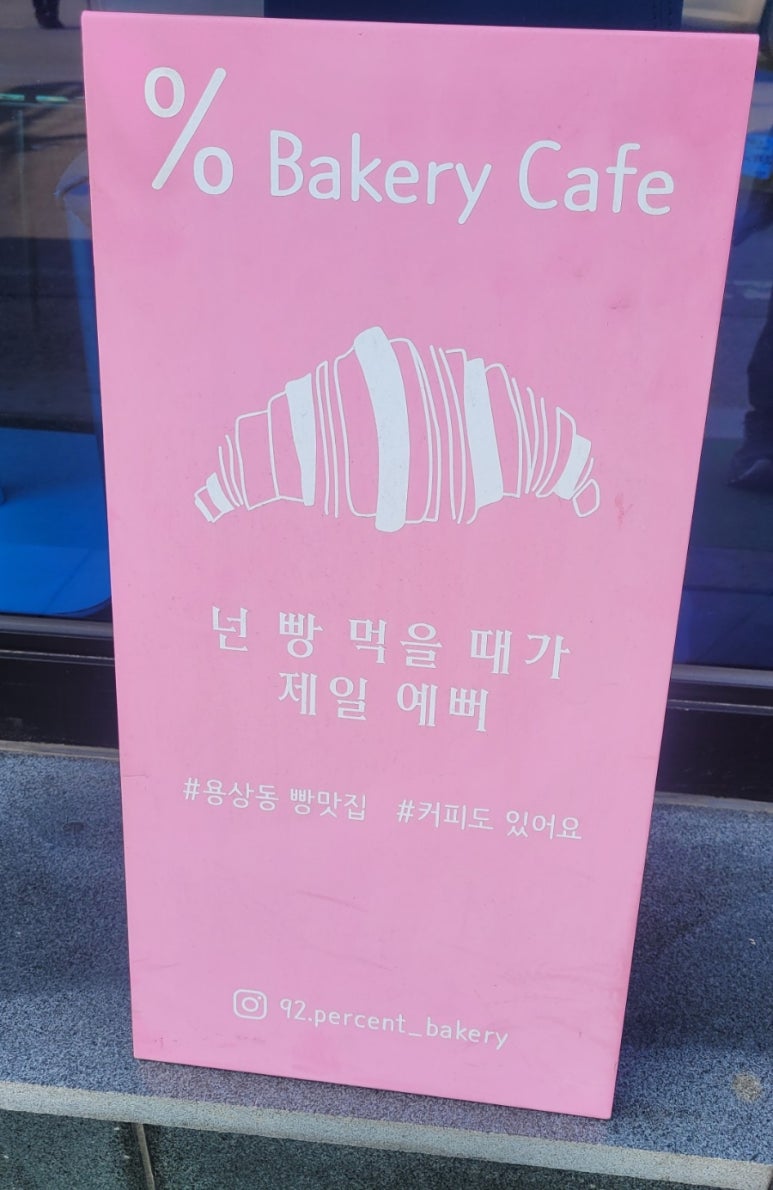 % Bakery Cafe
넌 빵 먹을 때가
제일 예뻐
#용상동 빵맛집 #커피도 있어요
92.percent_bakery